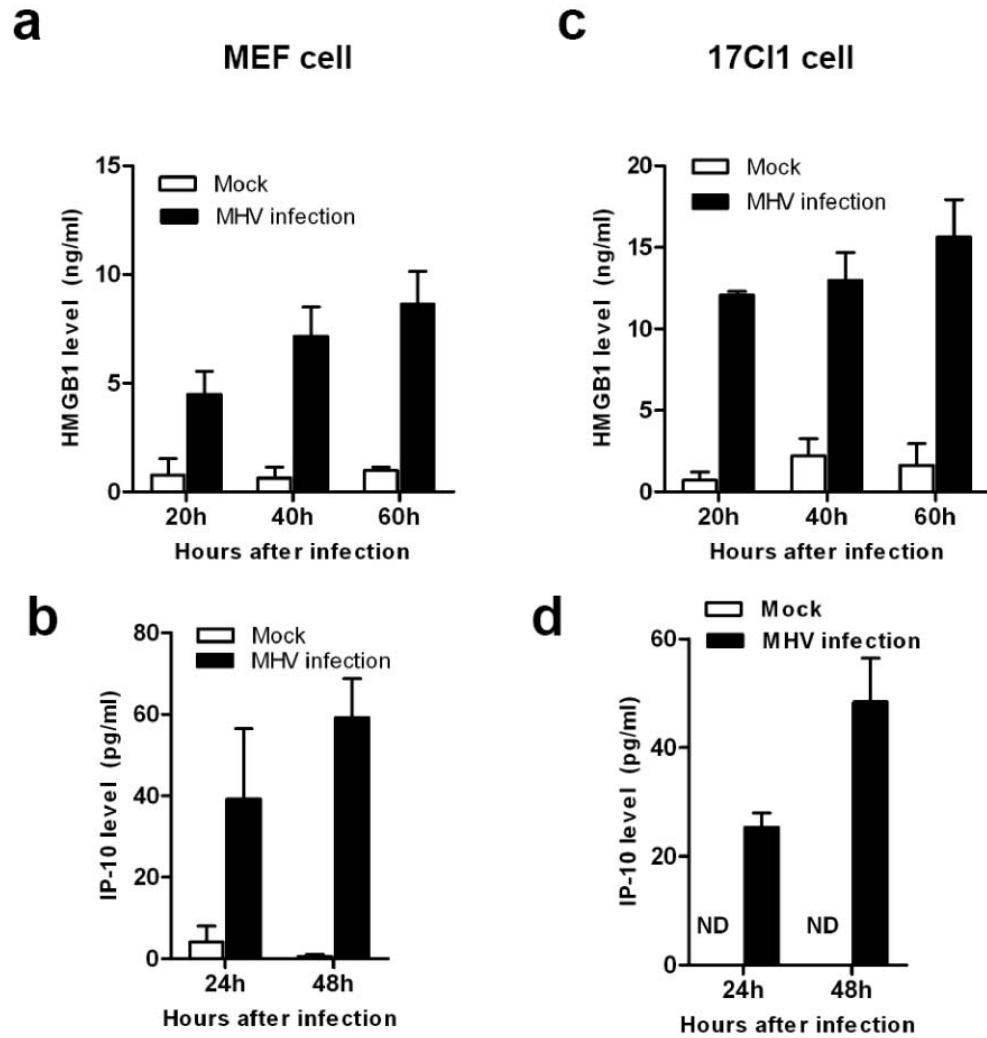 a
MEF cell
15
10
5
0
HMGB1 level (ng/ml)
Mock
MHV infection
20h 40h 60h
Hours after infection
c
17Cl1 cell
20
15
10
5
0
HMGB1 level (ng/ml)
Mock
MHV infection
20h 40h 60h
Hours after infection
b
80
60
40
20
0
IP-10 level (pg/ml)
Mock
MHV infection
24h 48h
Hours after infection
d
60
40
20
0
IP-10 level (pg/ml)
Mock
MHV infection
ND ND
24h 48h
Hours after infection